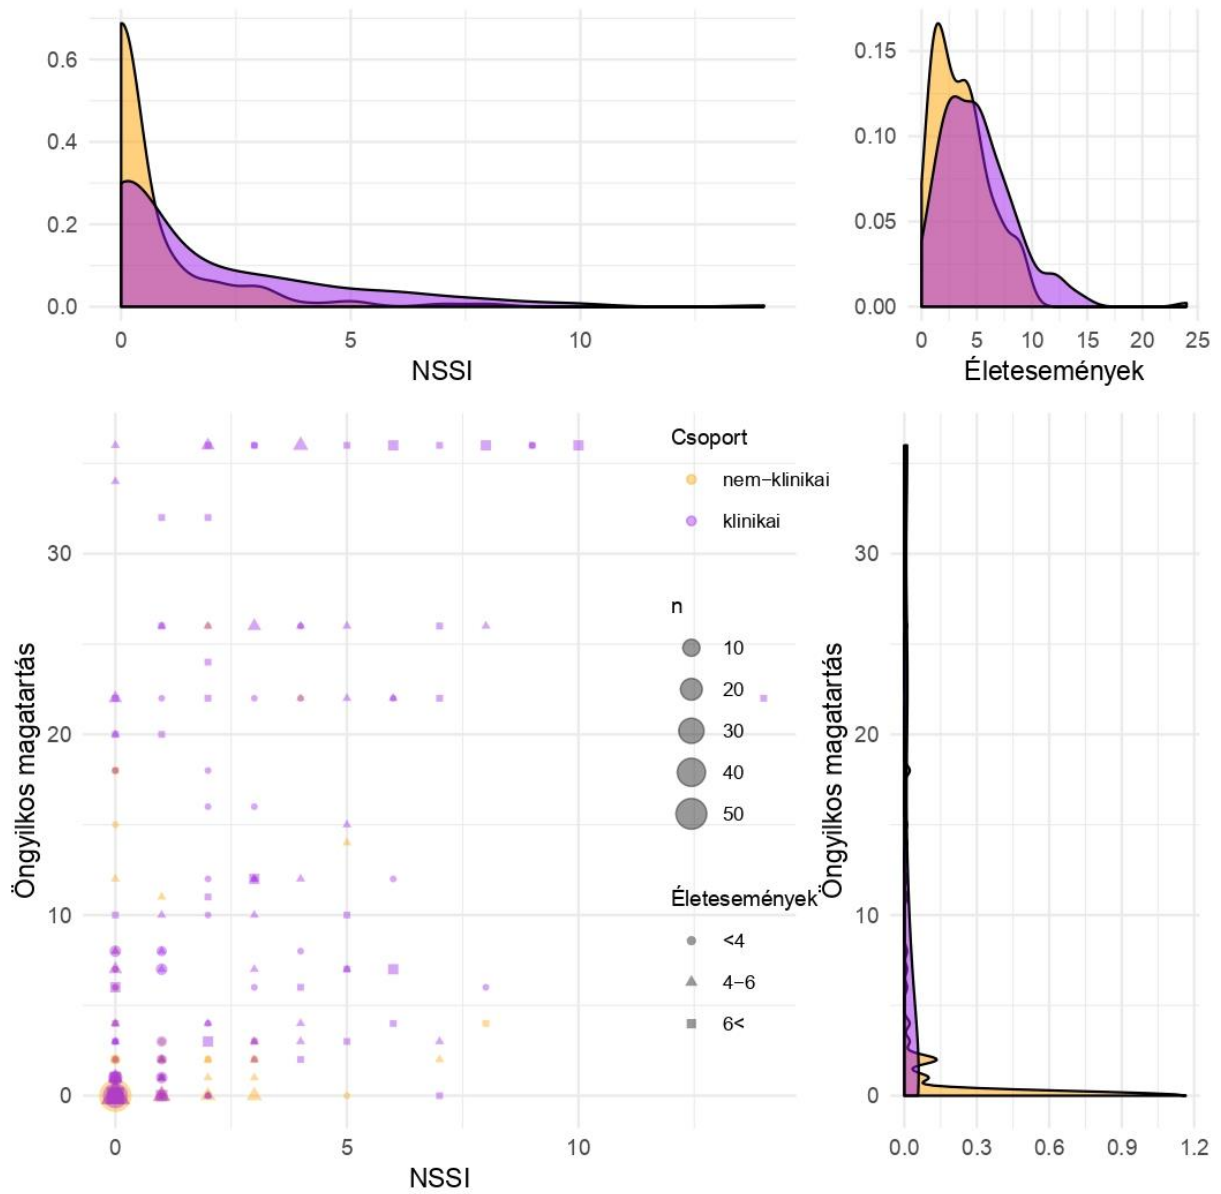 0.6
0.4
0.2
0.0
0 5 10
NSSI
0.15
0.10
0.05
0.00
0 5 10 15 20 25
Életesemények
Öngyilkos magatartás
30
20
10
0
0 5 10
NSSI
Csoport
nem−klinikai
klinikai
n
10
20
30
40
50
Életesemények
<4
4−6
6<
Öngyilkos magatartás
30
20
10
0
0.0 0.3 0.6 0.9 1.2